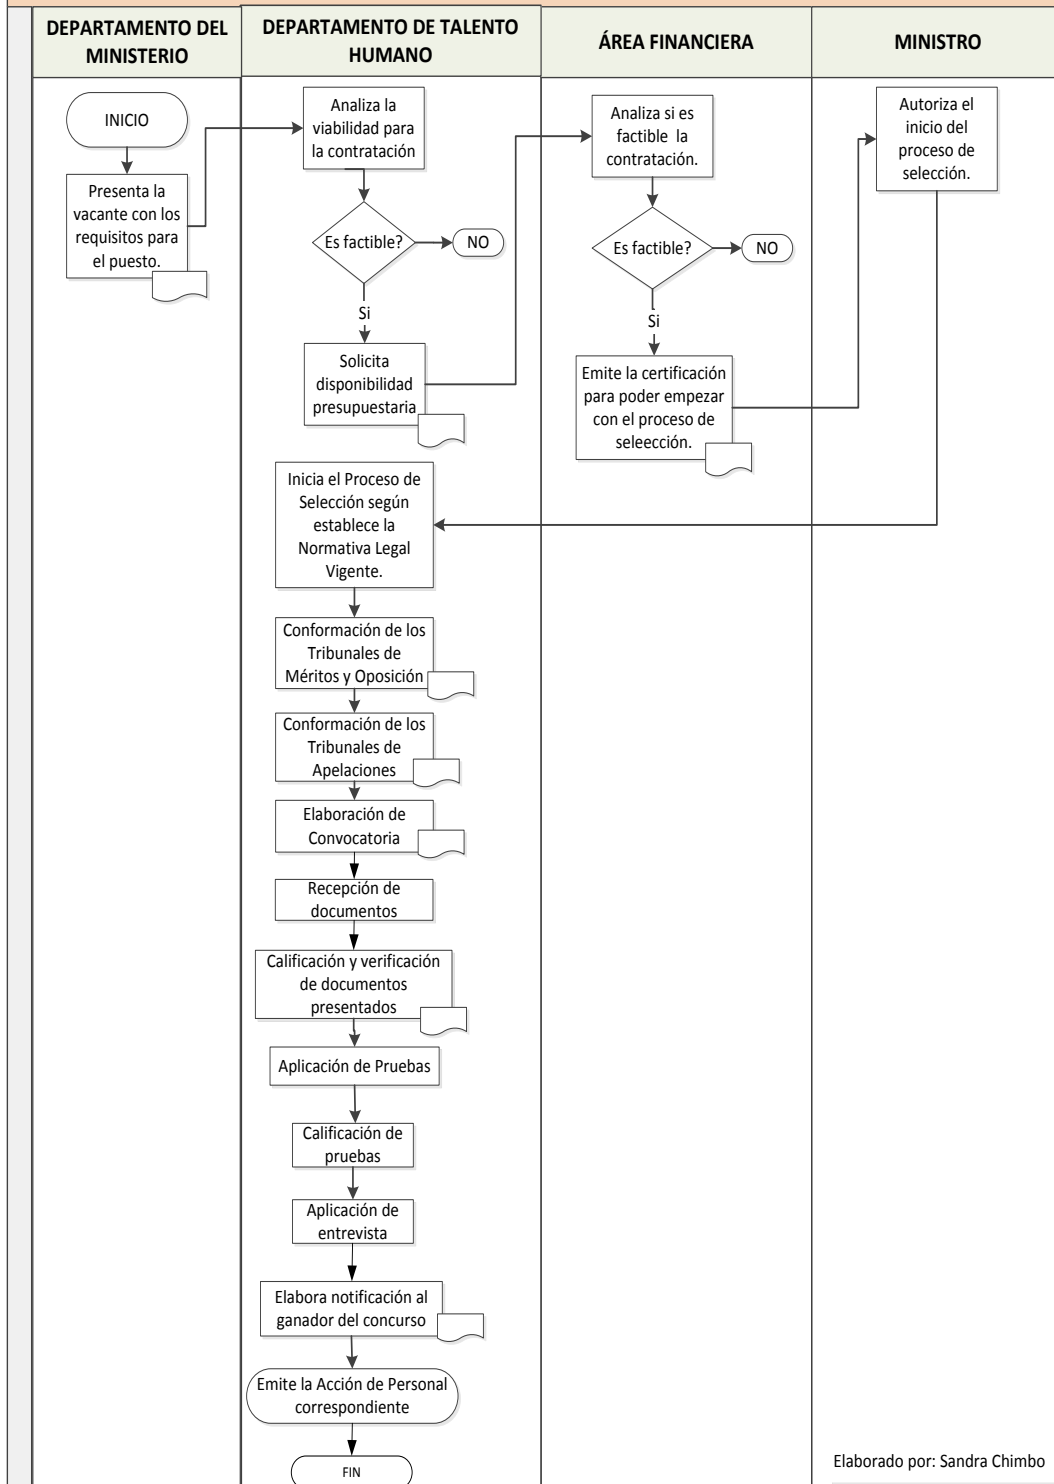 DEPARTAMENTO DEL
MINISTERIO
DEPARTAMENTO DE TALENTO
HUMANO
ÁREA FINANCIERA
MINISTRO
INICIO
Presenta la
vacante con los
requisitos para
el puesto.
Analiza la
viabilidad para
la contratación
Es factible?
NO
Si
Solicita
disponibilidad
presupuestaria
Analiza si es
factible la
contratación.
Es factible?
NO
Si
Emite la certificación
para poder empezar
con el proceso de
seleección.
Autoriza el
inicio del
proceso de
selección.
Inicia el Proceso de
Selección según
establece la
Normativa Legal
Vigente.
Conformación de los
Tribunales de
Méritos y Oposición
Conformación de los
Tribunales de
Apelaciones
Elaboración de
Convocatoria
Recepción de
documentos
Calificación y verificación
de documentos
presentados
Aplicación de Pruebas
Calificación de
pruebas
Aplicación de
entrevista
Elabora notificación al
ganador del concurso
Emite la Acción de Personal
correspondiente
FIN
Elaborado por: Sandra Chimbo